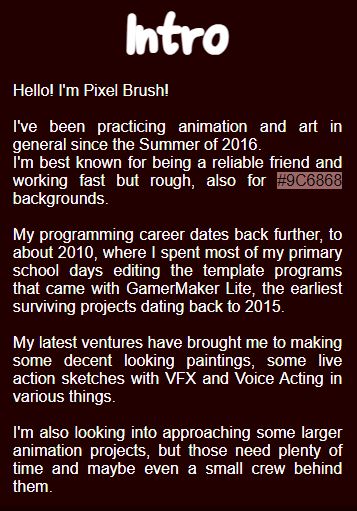 Intro
Hello! I'm Pixel Brush!
I've been practicing animation and art in
general since the Summer of 2016.
I'm best known for being a reliable friend and
working fast but rough, also for #9C6868
backgrounds.
My programming career dates back further, to
about 2010, where I spent most of my primary
school days editing the template programs
that came with GamerMaker Lite, the earliest
surviving projects dating back to 2015.
My latest ventures have brought me to making
some decent looking paintings, some live
action sketches with VFX and Voice Acting in
various things.
I'm also looking into approaching some larger
animation projects, but those need plenty of
time and maybe even a small crew behind
them.